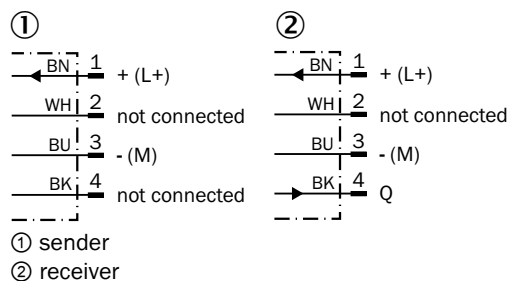 ① ②
BN 1 + (L+) BN 1 + (L+)
WH 2 not connected WH 2 not connected
BU 3 - (M) BU 3 - (M)
BK 4 not connected BK 4 Q
① sender
② receiver